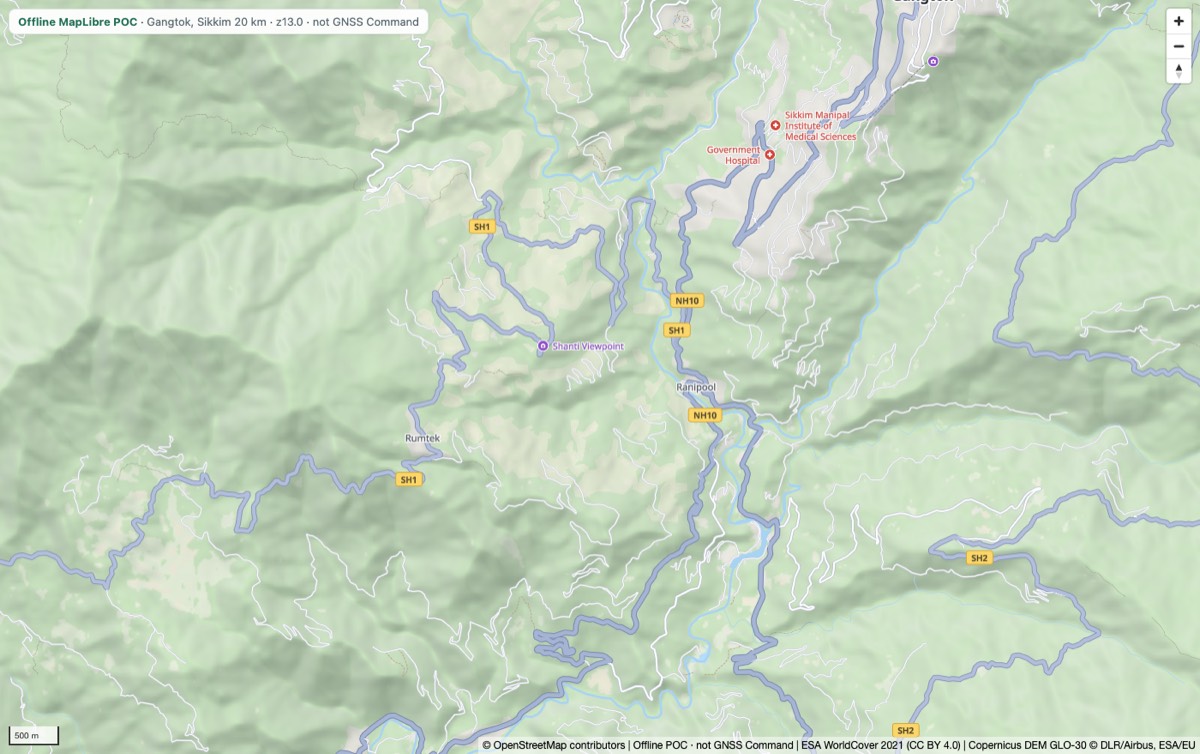 Offline MapLibre POC · Gangtok, Sikkim 20 km · z13.0 · not GNSS Command
Sikkim Manipal
Institute of
Medical Sciences
Government
Hospital
SH1
NH10
SH1
Shanti Viewpoint
Ranipool
NH10
Rumtek
SH1
SH2
SH2
500 m
© OpenStreetMap contributors | Offline POC · not GNSS Command | ESA WorldCover 2021 (CC BY 4.0) | Copernicus DEM GLO-30 © DLR/Airbus, ESA/EU